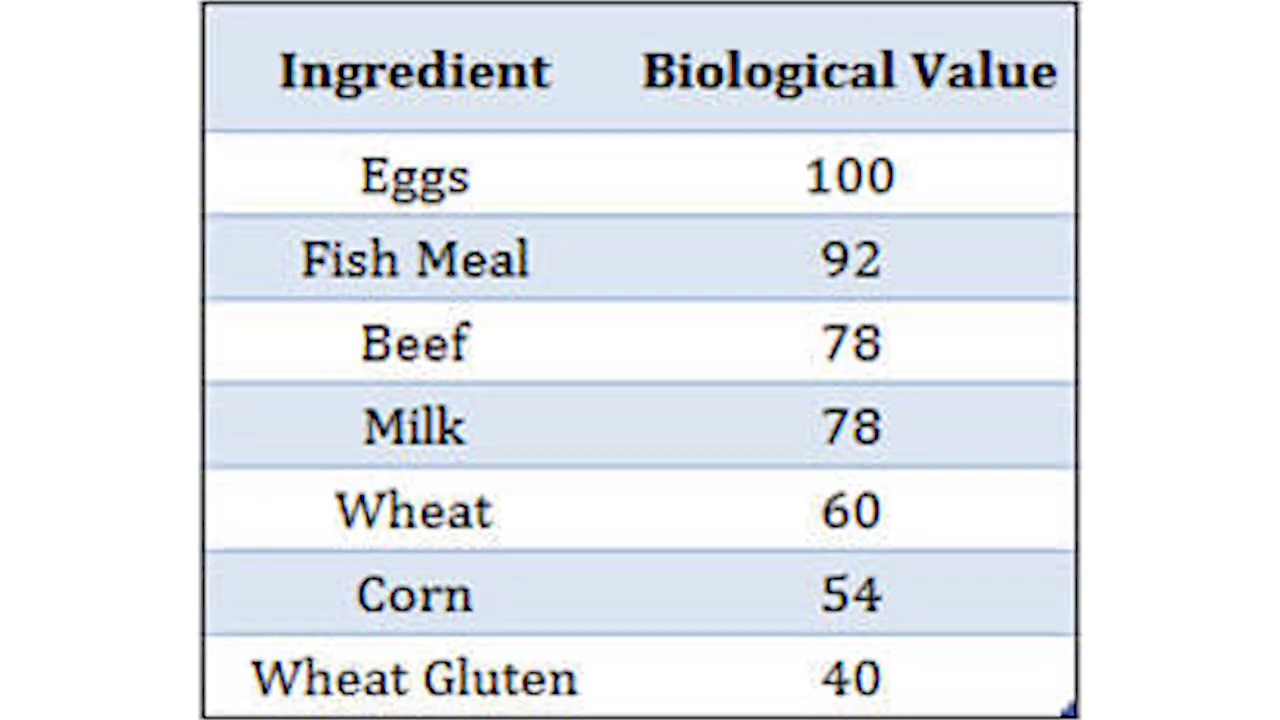 Ingredient Biological Value
Eggs 100
Fish Meal 92
Beef 78
Milk 78
Wheat 60
Corn 54
Wheat Gluten 40